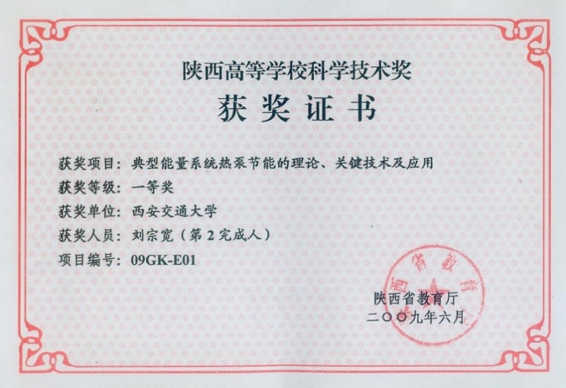 陕西高等学校科学技术奖
获奖证书
获奖项目：典型能量系统热泵节能的理论、关键技术及应用
获奖等级：一等奖
获奖单位：西安交通大学
获奖人员：刘宗宽（第2完成人）
项目编号：09GK-E01
陕西省教育厅
二〇〇九年六月